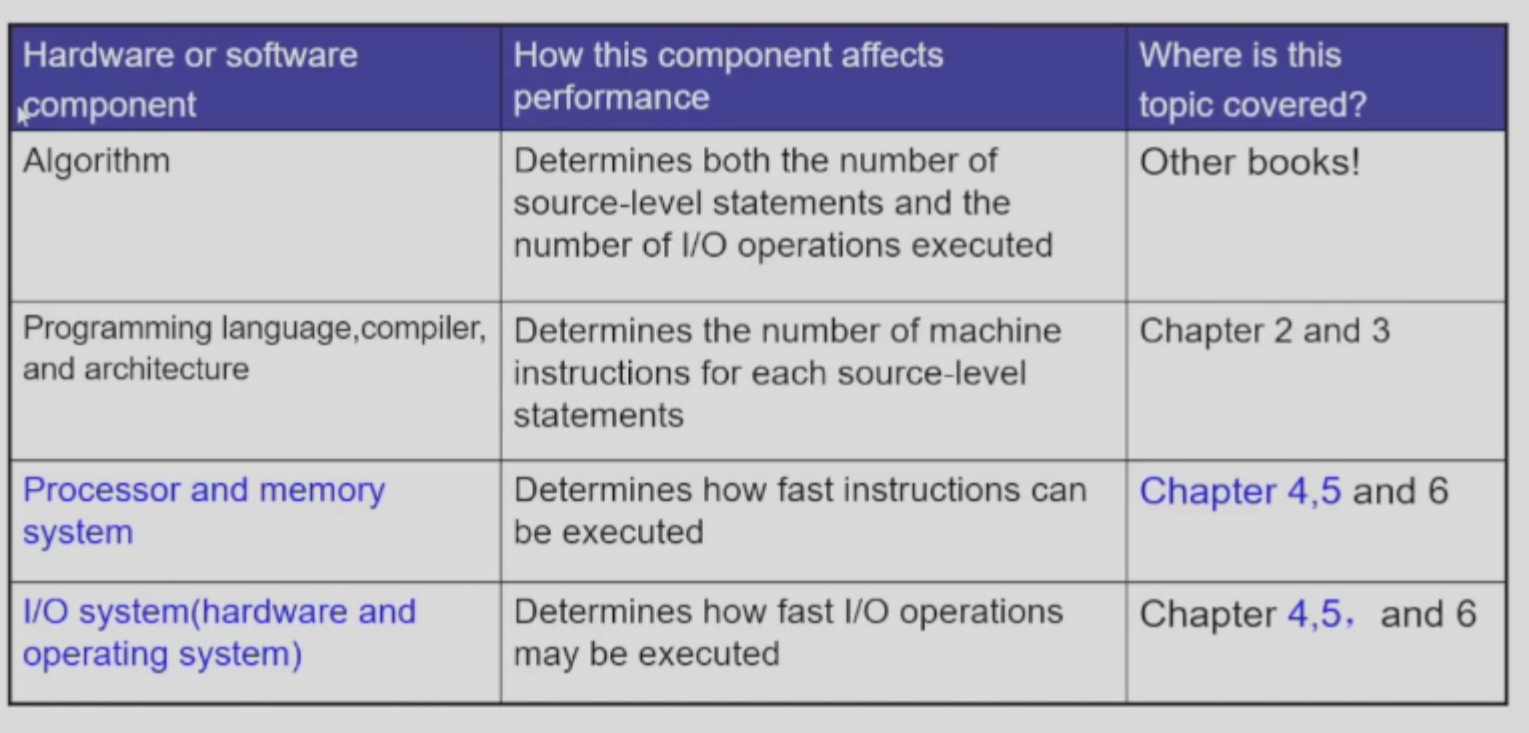 Hardware or software
component
How this component affects
performance
Where is this
topic covered?
Algorithm
Determines both the number of
source-level statements and the
number of I/O operations executed
Other books!
Programming language,compiler,
and architecture
Determines the number of machine
instructions for each source-level
statements
Chapter 2 and 3
Processor and memory
system
Determines how fast instructions can
be executed
Chapter 4,5 and 6
I/O system(hardware and
operating system)
Determines how fast I/O operations
may be executed
Chapter 4,5，and 6